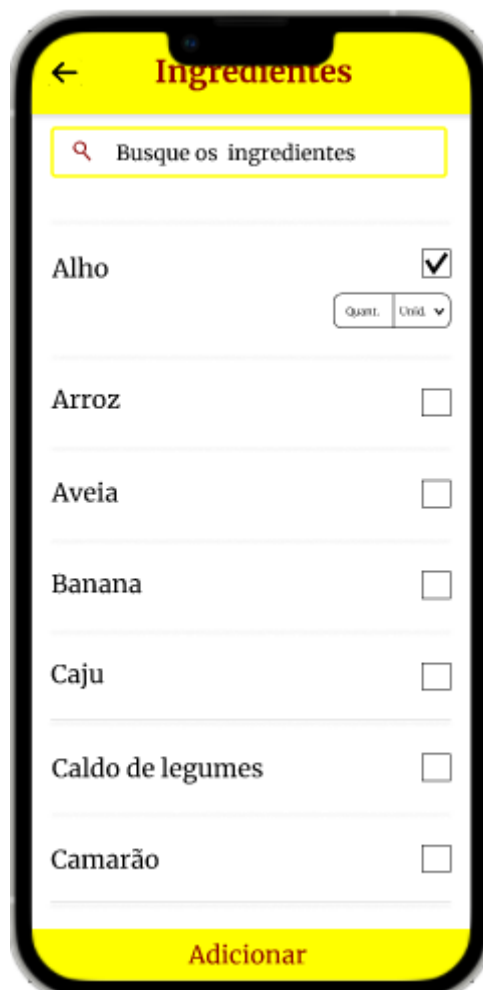 Ingredientes
Busque os ingredientes
Alho
Quant. Unid.
Arroz
Aveia
Banana
Caju
Caldo de legumes
Camarão
Adicionar